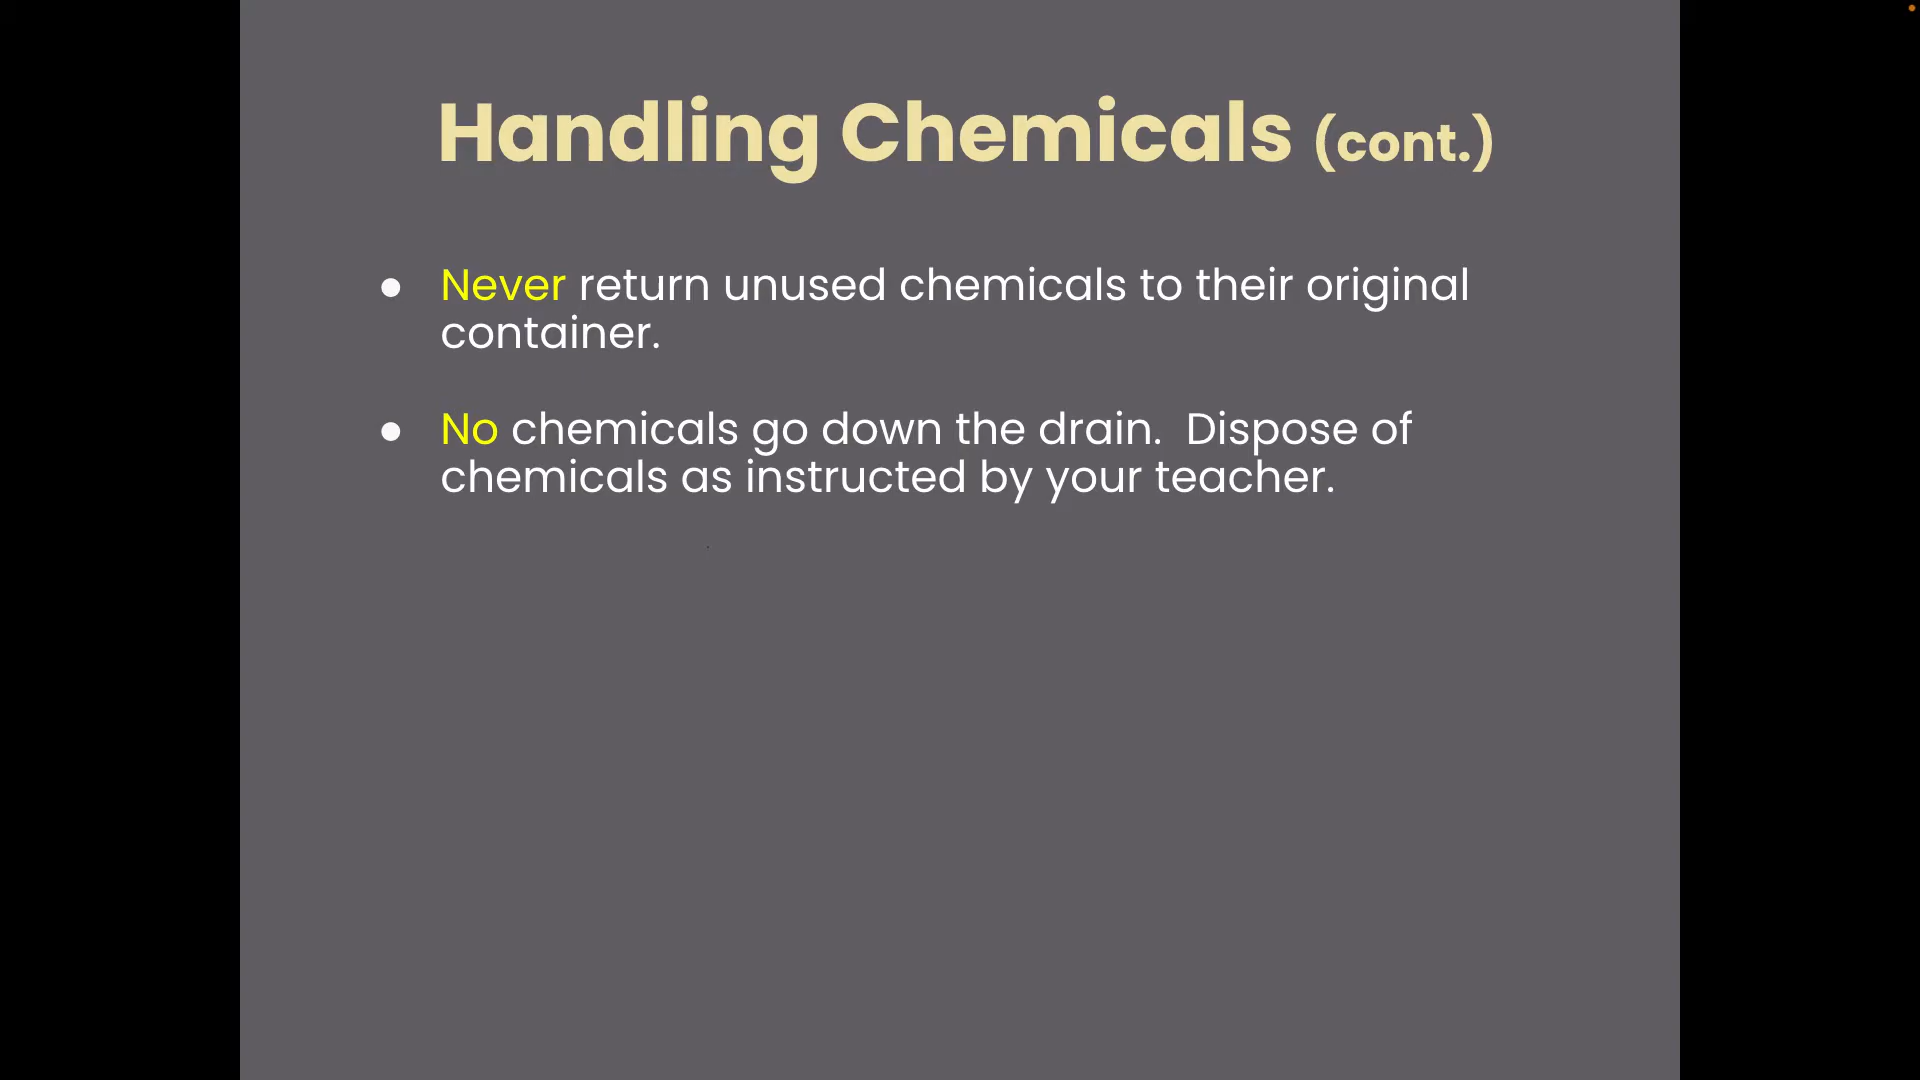 Handling Chemicals (cont.)
● Never return unused chemicals to their original
container.
● No chemicals go down the drain.  Dispose of
chemicals as instructed by your teacher.